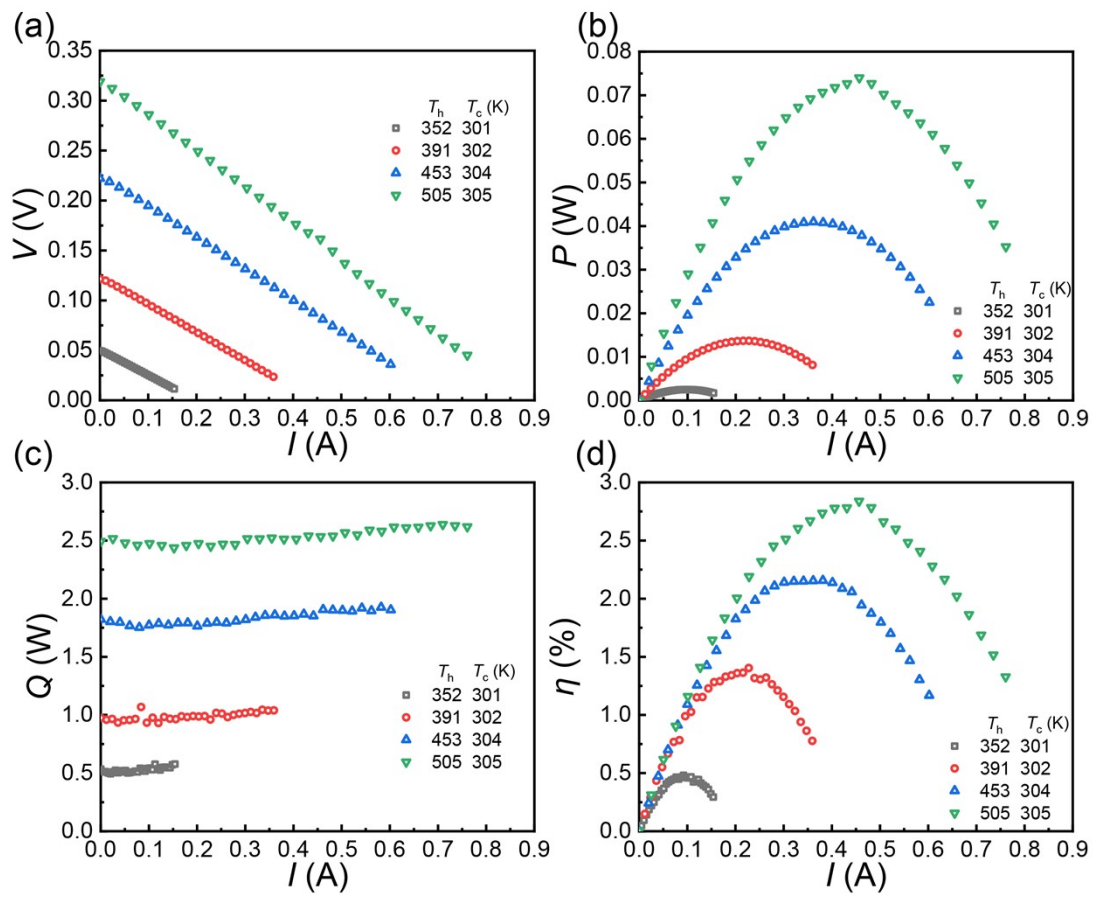 (a)
0.35
0.30
0.25
0.20
0.15
0.10
0.05
0.00
V (V)
0.0 0.1 0.2 0.3 0.4 0.5 0.6 0.7 0.8 0.9
I (A)
Th Tc (K)
352 301
391 302
453 304
505 305
(b)
0.08
0.07
0.06
0.05
0.04
0.03
0.02
0.01
0.00
P (W)
0.0 0.1 0.2 0.3 0.4 0.5 0.6 0.7 0.8 0.9
I (A)
Th Tc (K)
352 301
391 302
453 304
505 305
(c)
3.0
2.5
2.0
1.5
1.0
0.5
0.0
Q (W)
0.0 0.1 0.2 0.3 0.4 0.5 0.6 0.7 0.8 0.9
I (A)
Th Tc (K)
352 301
391 302
453 304
505 305
(d)
3.0
2.5
2.0
1.5
1.0
0.5
0.0
η (%)
0.0 0.1 0.2 0.3 0.4 0.5 0.6 0.7 0.8 0.9
I (A)
Th Tc (K)
352 301
391 302
453 304
505 305